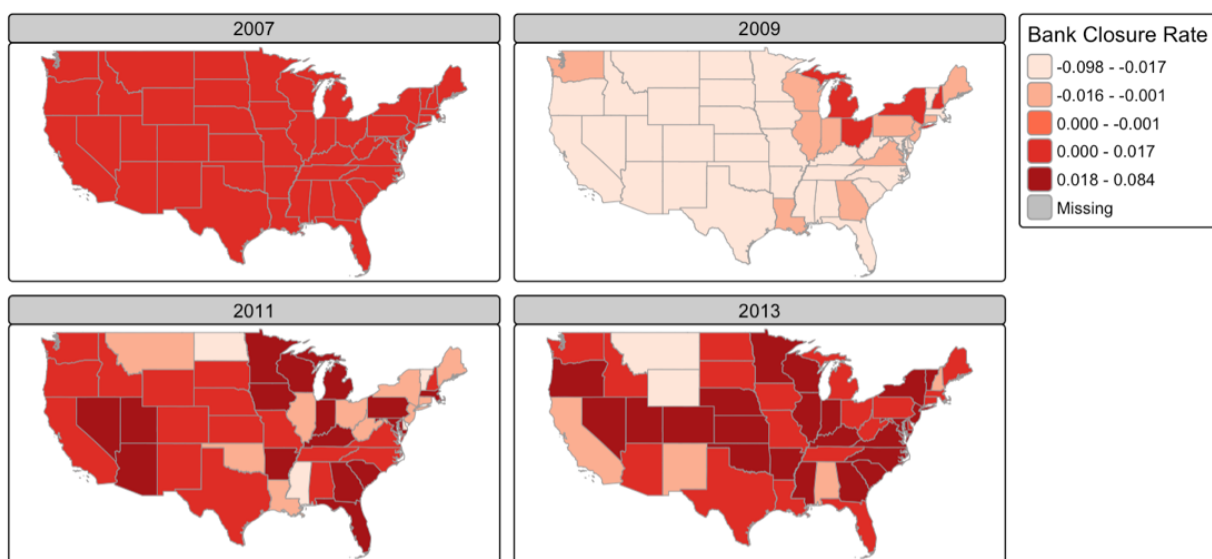 2007
2009
Bank Closure Rate
-0.098 - -0.017
-0.016 - -0.001
0.000 - -0.001
0.000 - 0.017
0.018 - 0.084
Missing
2011
2013